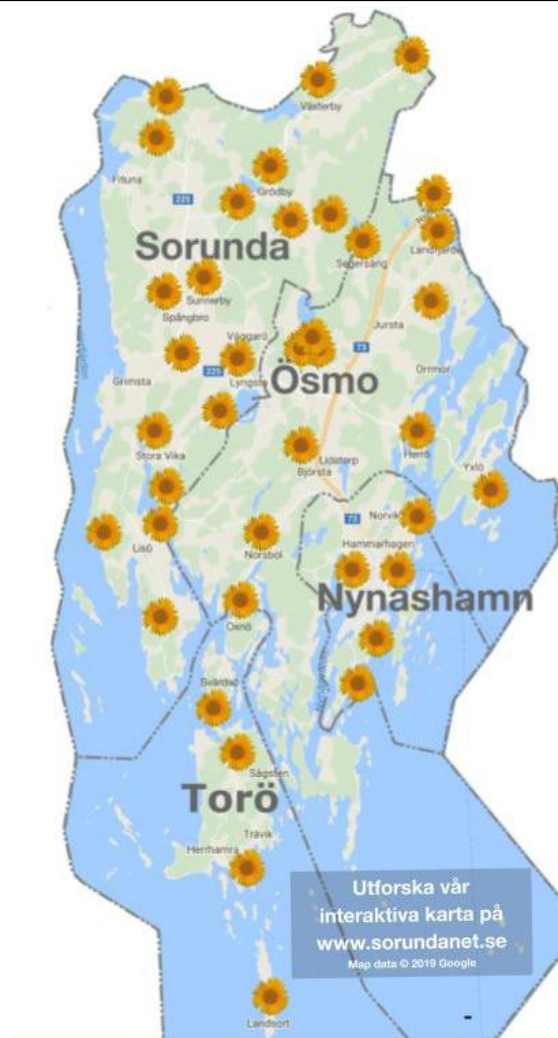 Västerby
Fituna
Grödby
225
Sorunda
Segersäng
Landfjärden
Sunnerby
Spångbro
Jursta
Väggarö
73
Grimsta
225
Lyngsta
Ösmo
Ormnor
Stora Vika
Lidatorp
Björsta
Herrö
Yxlö
73
Norvik
Lisö
Norsbol
Hammarhagen
Nynäshamn
Oxnö
Svärdsö
Sågsten
Torö
Trävik
Herrhamra
Utforska vår
interaktiva karta på
www.sorundanet.se
Map data © 2019 Google
Landsort